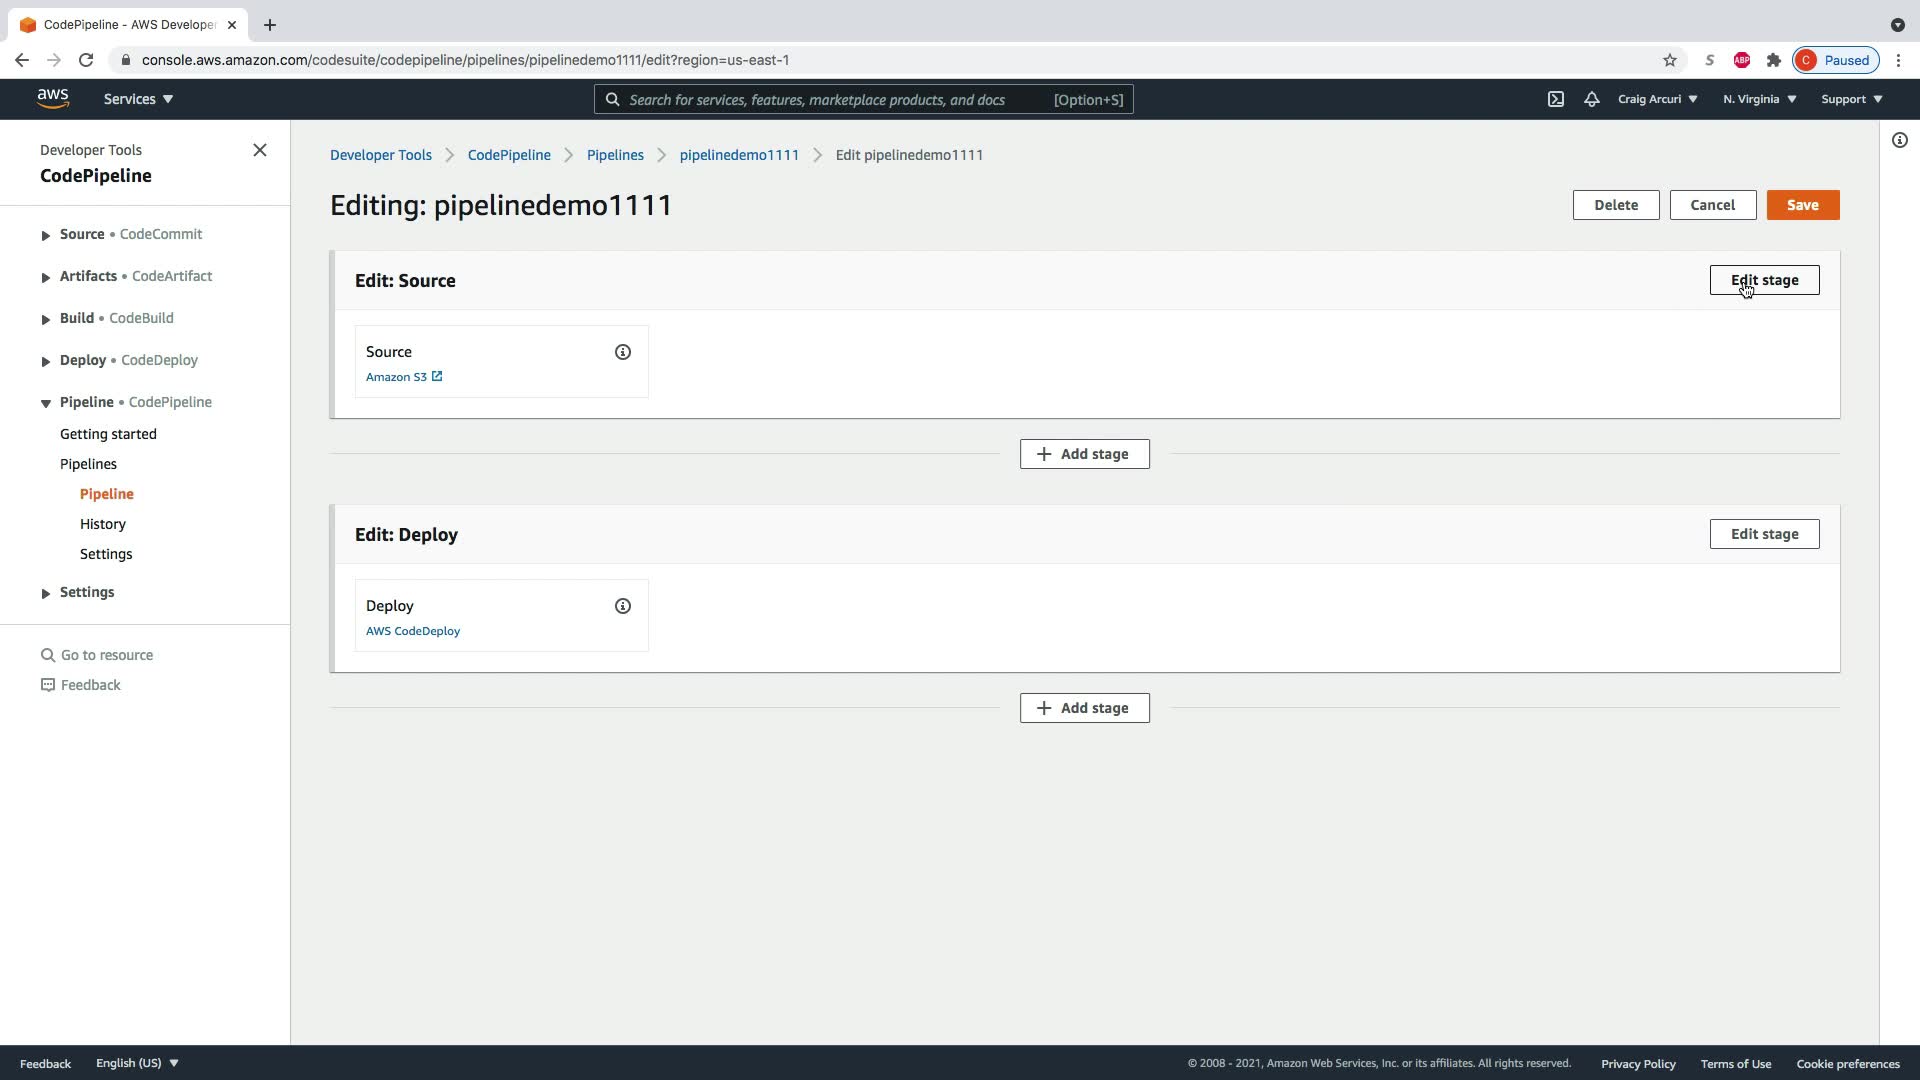 CodePipeline - AWS Developer
console.aws.amazon.com/codesuite/codepipeline/pipelines/pipelinedemo1111/edit?region=us-east-1
S
ABP
C Paused
aws
Services
Search for services, features, marketplace products, and docs [Option+S]
Craig Arcuri
N. Virginia
Support
Developer Tools
CodePipeline
Source • CodeCommit
Artifacts • CodeArtifact
Build • CodeBuild
Deploy • CodeDeploy
Pipeline • CodePipeline
Getting started
Pipelines
Pipeline
History
Settings
Settings
Go to resource
Feedback
Developer Tools > CodePipeline > Pipelines > pipelinedemo1111 > Edit pipelinedemo1111
Editing: pipelinedemo1111
Delete
Cancel
Save
Edit: Source
Edit stage
Source
Amazon S3
+ Add stage
Edit: Deploy
Edit stage
Deploy
AWS CodeDeploy
+ Add stage
Feedback
English (US)
© 2008 - 2021, Amazon Web Services, Inc. or its affiliates. All rights reserved.
Privacy Policy
Terms of Use
Cookie preferences